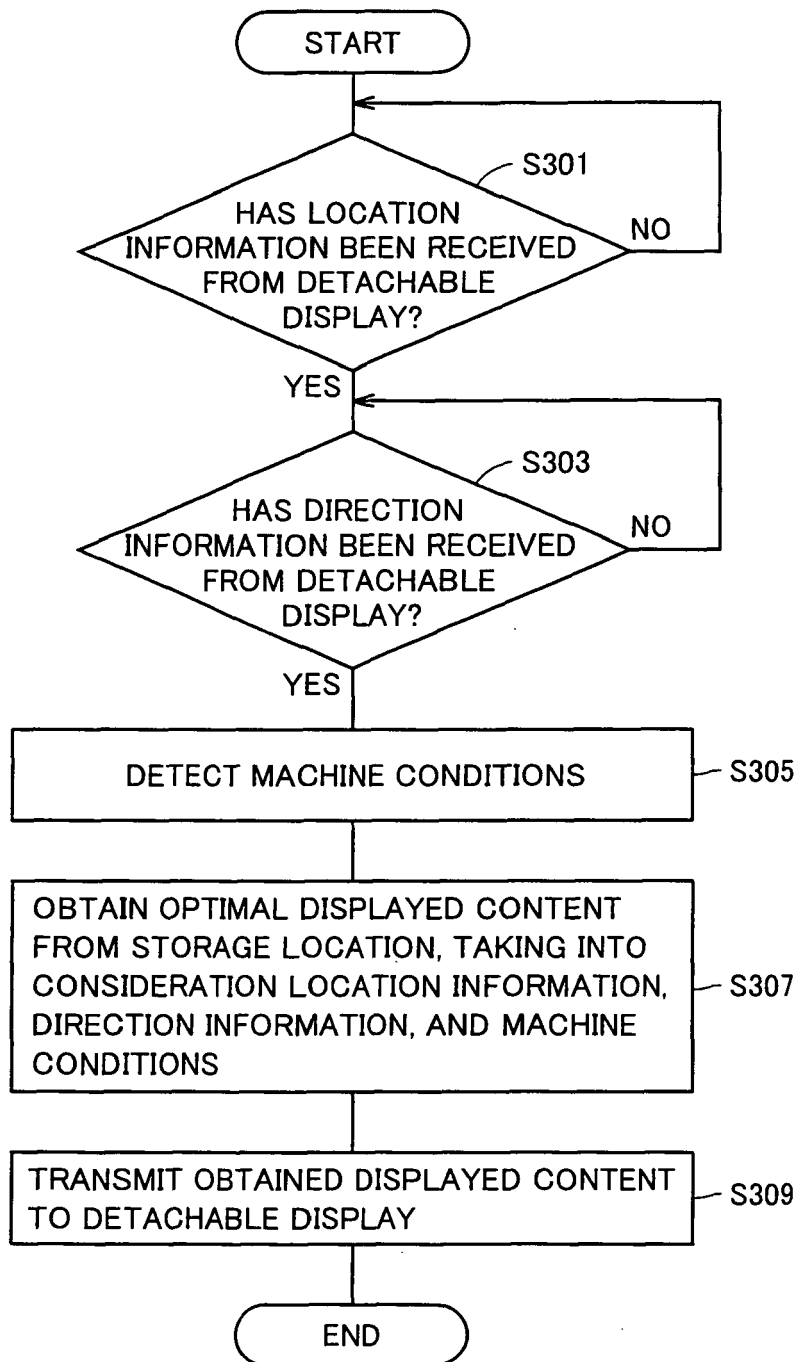 START
S301
HAS LOCATION
INFORMATION BEEN RECEIVED
FROM DETACHABLE
DISPLAY?
NO
YES
S303
HAS DIRECTION
INFORMATION BEEN RECEIVED
FROM DETACHABLE
DISPLAY?
NO
YES
DETECT MACHINE CONDITIONS
S305
OBTAIN OPTIMAL DISPLAYED CONTENT
FROM STORAGE LOCATION, TAKING INTO
CONSIDERATION LOCATION INFORMATION,
DIRECTION INFORMATION, AND MACHINE
CONDITIONS
S307
TRANSMIT OBTAINED DISPLAYED CONTENT
TO DETACHABLE DISPLAY
S309
END